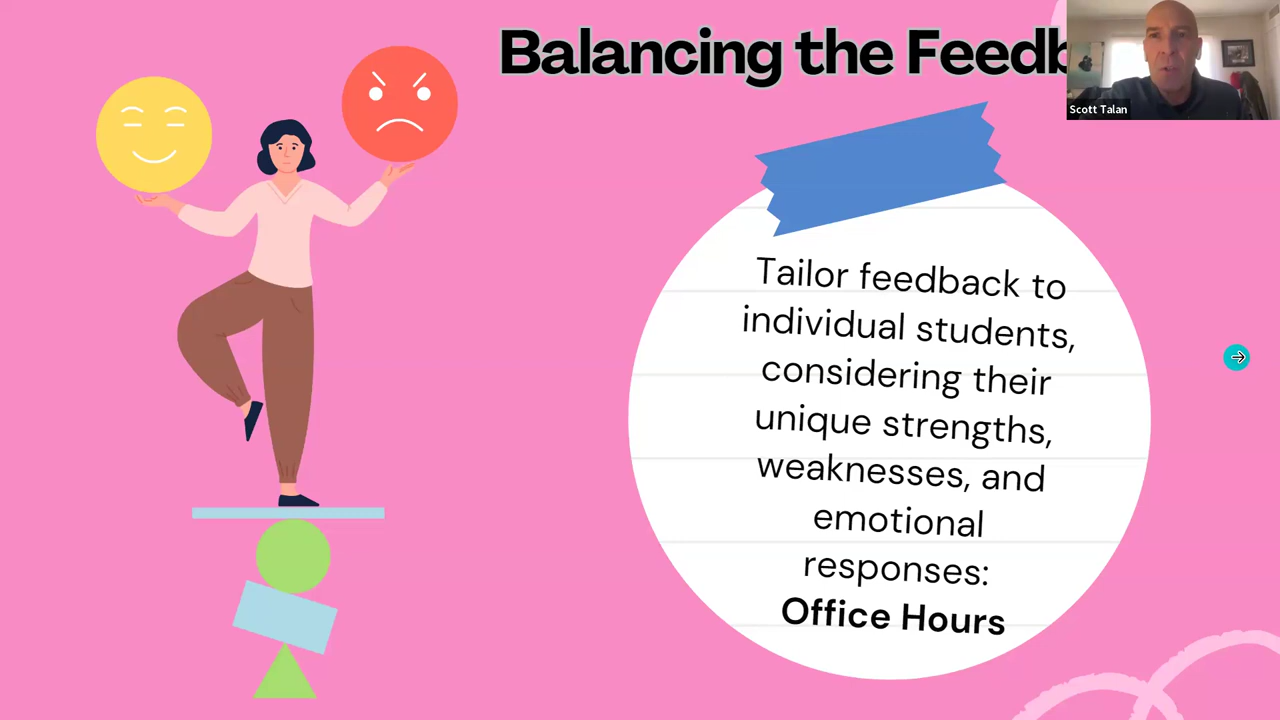 Balancing the Feedb
Scott Talan
Tailor feedback to
individual students,
considering their
unique strengths,
weaknesses, and
emotional
responses:
Office Hours